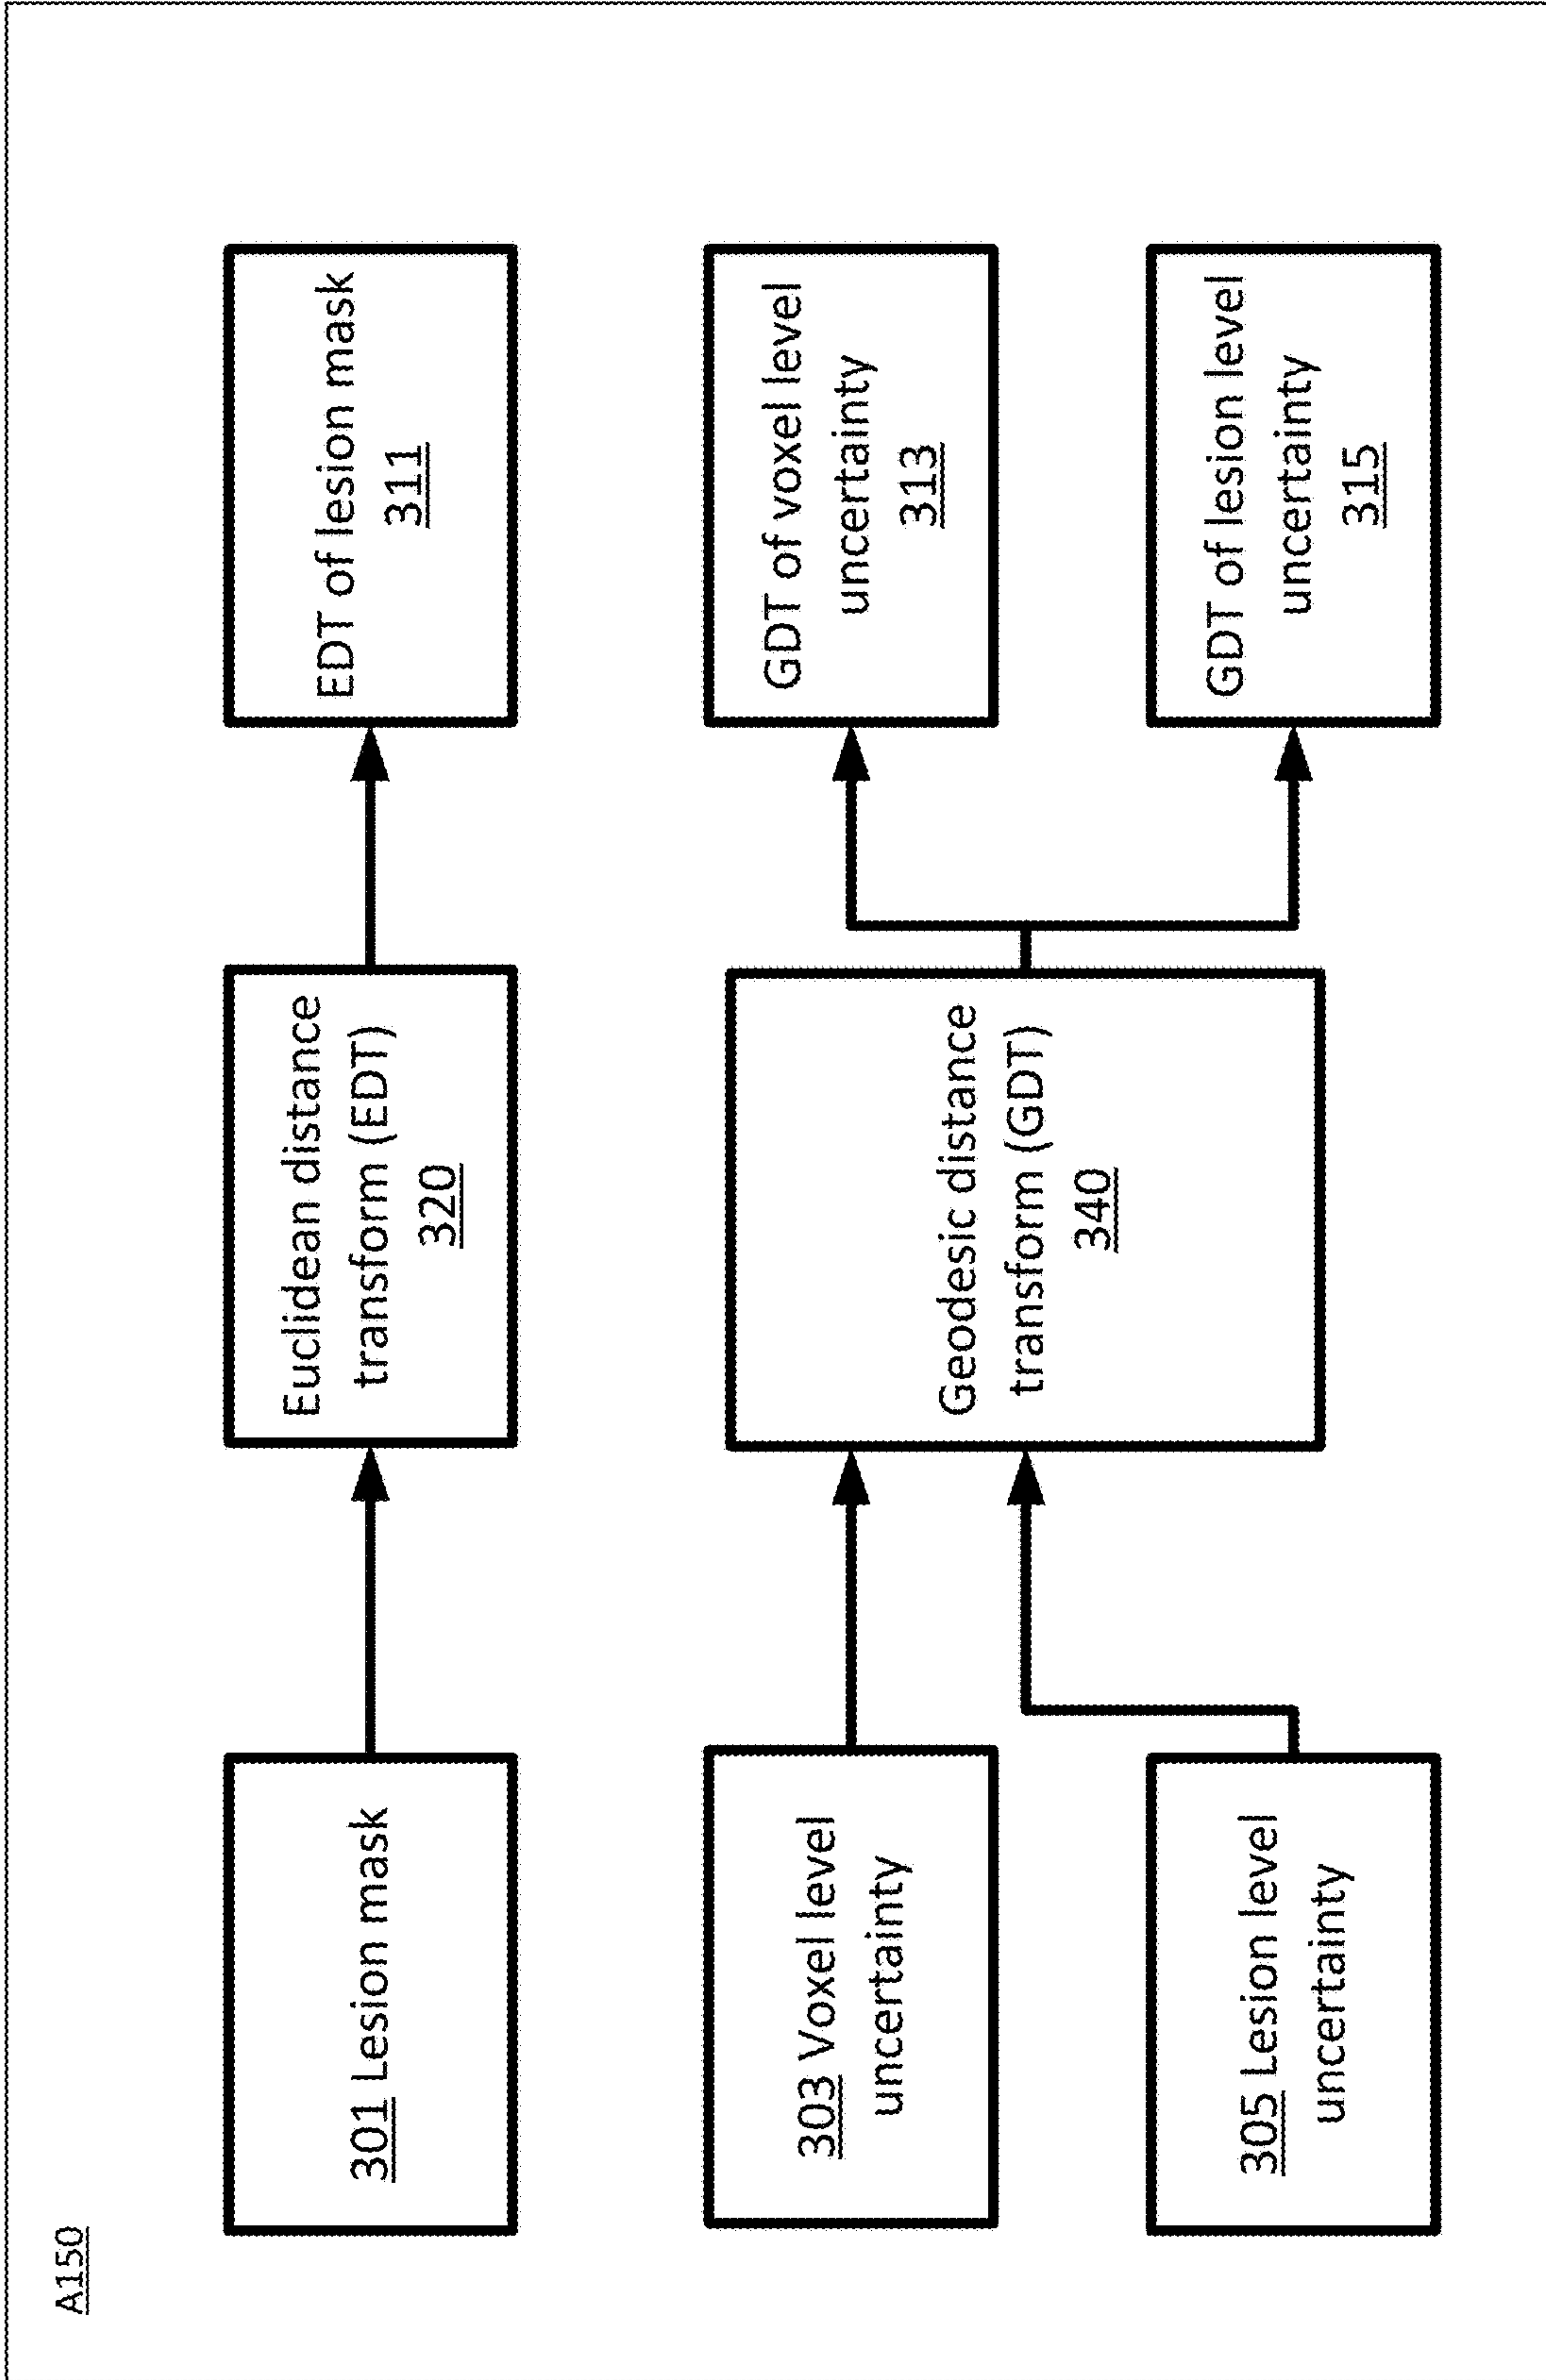 A150
301 Lesion mask
Euclidean distance
transform (EDT)
320
EDT of lesion mask
311
303 Voxel level
uncertainty
305 Lesion level
uncertainty
Geodesic distance
transform (GDT)
340
GDT of voxel level
uncertainty
313
GDT of lesion level
uncertainty
315